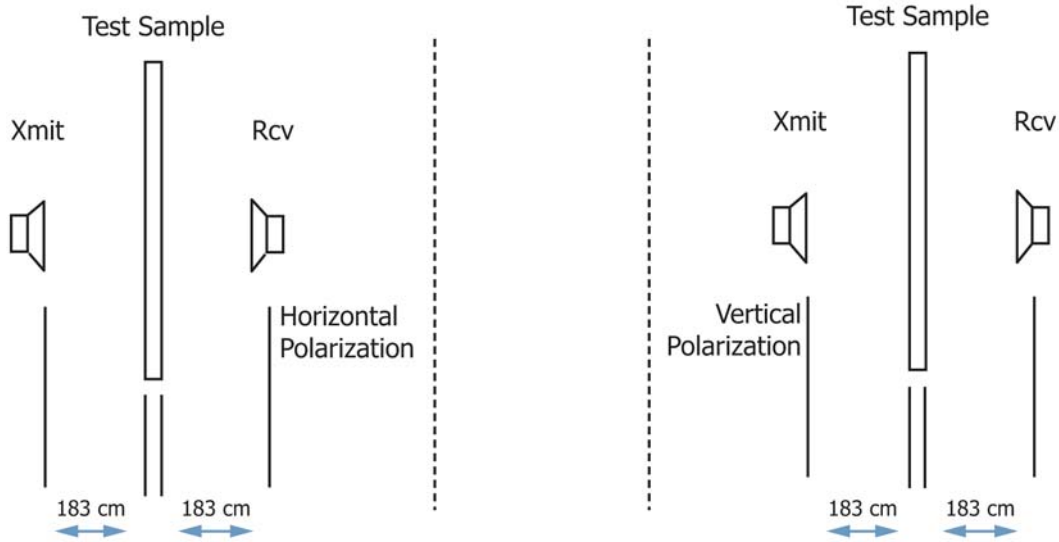 Test Sample
Xmit
Rcv
Horizontal
Polarization
183 cm
183 cm
Test Sample
Xmit
Rcv
Vertical
Polarization
183 cm
183 cm